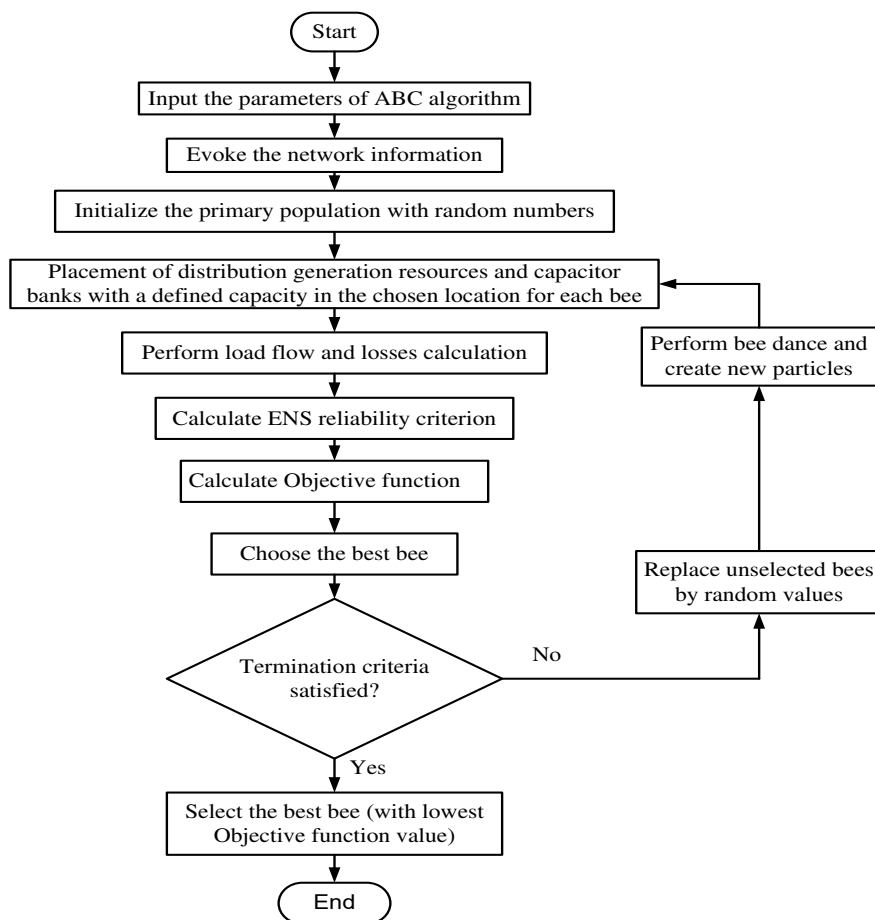 Start
Input the parameters of ABC algorithm
Evoke the network information
Initialize the primary population with random numbers
Placement of distribution generation resources and capacitor
banks with a defined capacity in the chosen location for each bee
Perform load flow and losses calculation
Calculate ENS reliability criterion
Calculate Objective function
Choose the best bee
Termination criteria
satisfied?
No
Replace unselected bees
by random values
Perform bee dance and
create new particles
Yes
Select the best bee (with lowest
Objective function value)
End